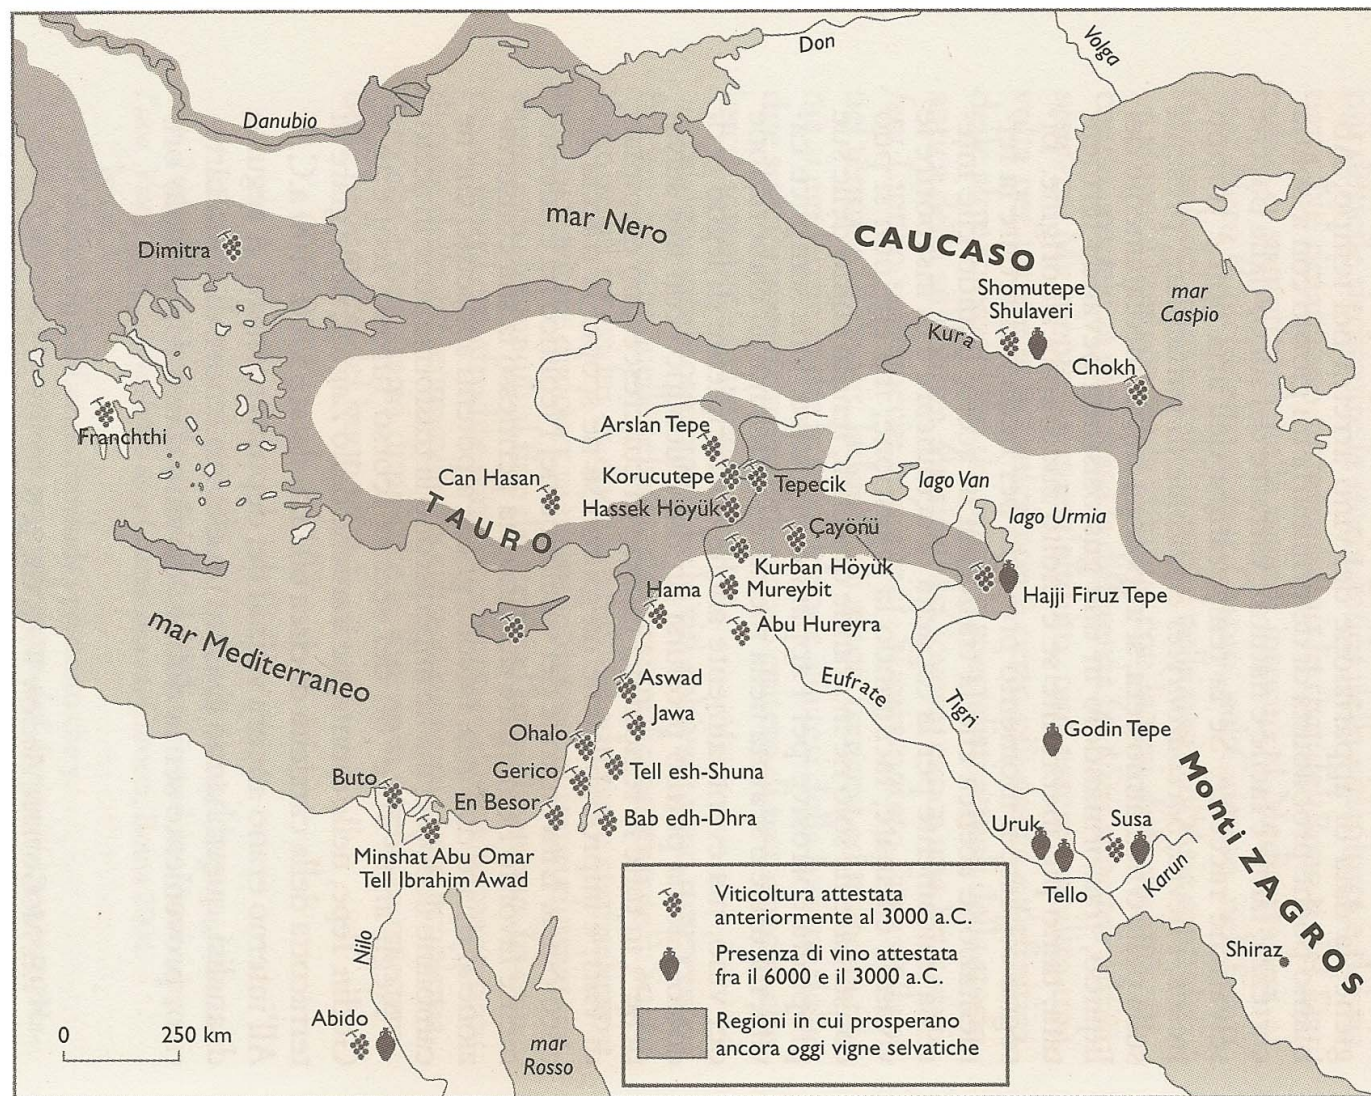 Don
Volga
Danubio
mar Nero
CAUCASO
Dimitra
Shomutepe
Shulaveri
mar
Caspio
Kura
Chokh
Franchthi
Arslan Tepe
Can Hasan
Korucutepe
Tepecik
lago Van
Hassek Höyük
TAURO
Çayöńü
lago Urmia
Kurban Höyük
Mureybit
Hama
Hajji Firuz Tepe
Abu Hureyra
mar Mediterraneo
Aswad
Eufrate
Jawa
Tigri
Ohalo
Godin Tepe
Gerico
Tell esh-Shuna
Buto
En Besor
Bab edh-Dhra
Monti ZAGROS
Uruk
Susa
Minshat Abu Omar
Tell Ibrahim Awad
Tello
Karun
Nilo
Shiraz
Abido
mar
Rosso
0 250 km
Viticoltura attestata
anteriormente al 3000 a.C.
Presenza di vino attestata
fra il 6000 e il 3000 a.C.
Regioni in cui prosperano
ancora oggi vigne selvatiche